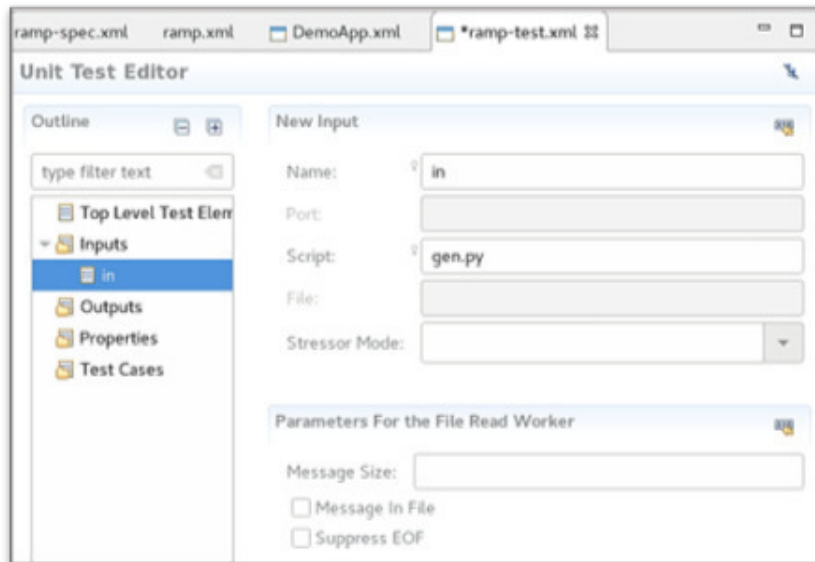 ramp-spec.xml ramp.xml DemoApp.xml *ramp-test.xml
Unit Test Editor
Outline
type filter text
Top Level Test Elem
Inputs
in
Outputs
Properties
Test Cases
New Input
Name: in
Port:
Script: gen.py
File:
Stressor Mode:
Parameters For the File Read Worker
Message Size:
Message In File
Suppress EOF